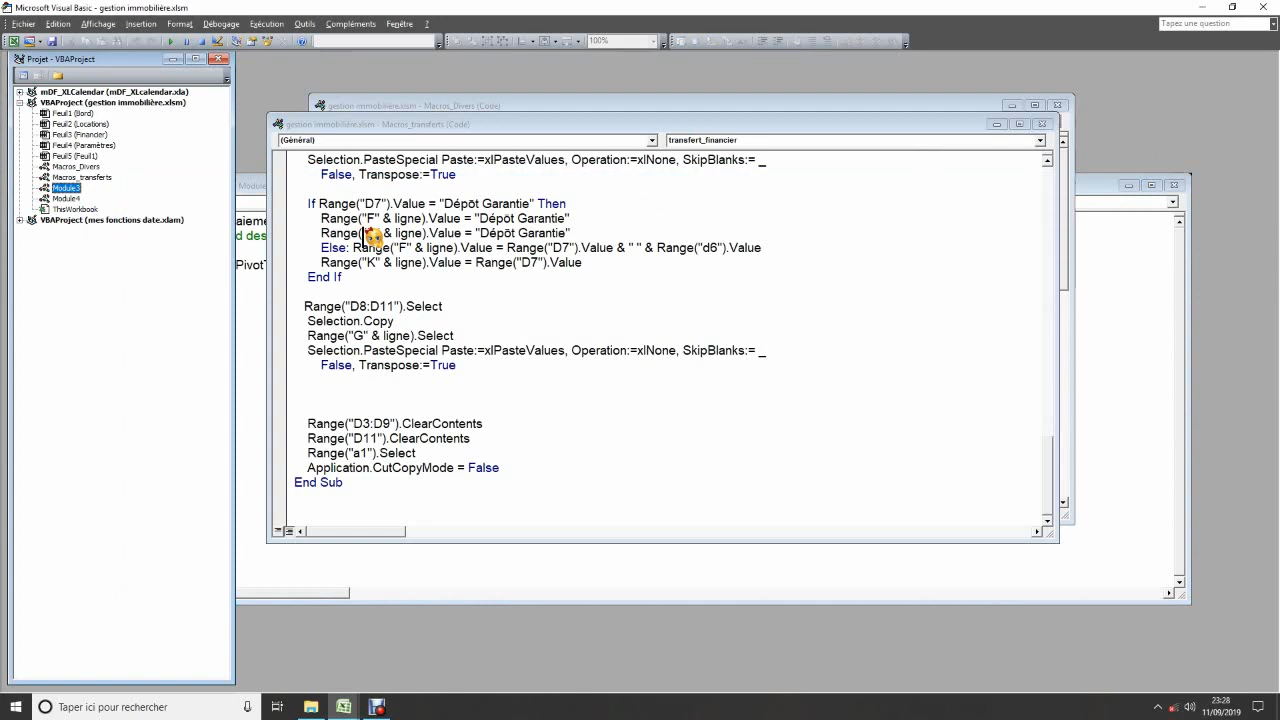 Microsoft Visual Basic - gestion immobilière.xlsm
Fichier Edition Affichage Insertion Format Débogage Exécution Outils Compléments Fenêtre ? Tapez une question
100%
Projet - VBAProject
mDF_XLcalendar (mDF_XLcalendar.xla)
VBAProject (gestion immobilière.xlsm)
Feuil1 (Bord)
Feuil2 (Locations)
Feuil3 (Financier)
Feuil4 (Paramètres)
Feuil5 (Feuil1)
Macros_Divers
Macros_transferts
Module3
Module4
ThisWorkbook
VBAProject (mes fonctions date.xlam)
gestion immobilière.xlsm - Macros_Divers (Code)
gestion immobilière.xlsm - Macros_transferts (Code)
(Général) transfert_financier
Selection.PasteSpecial Paste:=xlPasteValues, Operation:=xlNone, SkipBlanks:= _
False, Transpose:=True
If Range("D7").Value = "Dépôt Garantie" Then
Range("F" & ligne).Value = "Dépôt Garantie"
Range( & ligne).Value = "Dépôt Garantie"
Else: Range("F" & ligne).Value = Range("D7").Value & " " & Range("d6").Value
Range("K" & ligne).Value = Range("D7").Value
End If
Range("D8:D11").Select
Selection.Copy
Range("G" & ligne).Select
Selection.PasteSpecial Paste:=xlPasteValues, Operation:=xlNone, SkipBlanks:= _
False, Transpose:=True
Range("D3:D9").ClearContents
Range("D11").ClearContents
Range("a1").Select
Application.CutCopyMode = False
End Sub
Module
aieme
d des
PivotT
Taper ici pour rechercher
23:28
11/09/2019